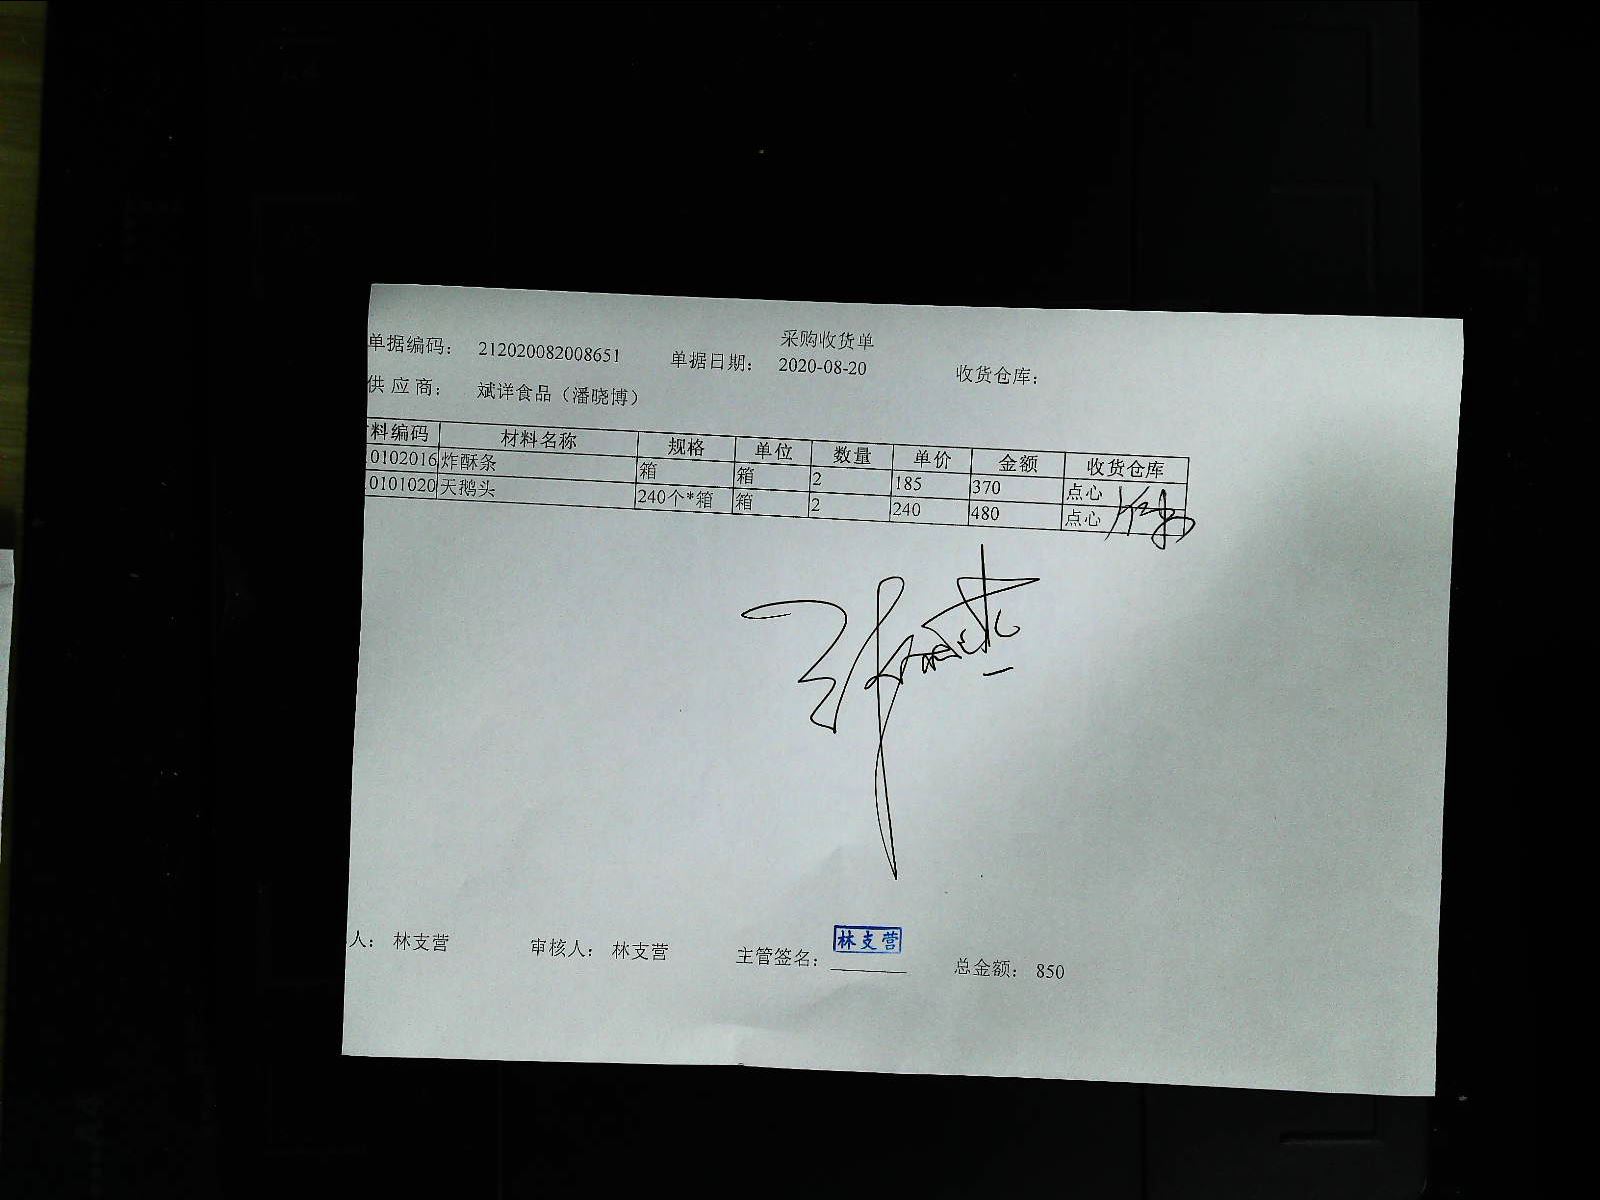 采购收货单
单据编码： 212020082008651 单据日期： 2020-08-20 收货仓库：
供 应 商： 斌洋食品（潘晓博）
料编码 材料名称 规格 单位 数量 单价 金额 收货仓库
0102016 炸酥条 箱 箱 2 185 370 点心
0101020 天鹅头 240个*箱 箱 2 240 480 点心
人： 林支营 审核人： 林支营 主管签名： 林支营 总金额： 850